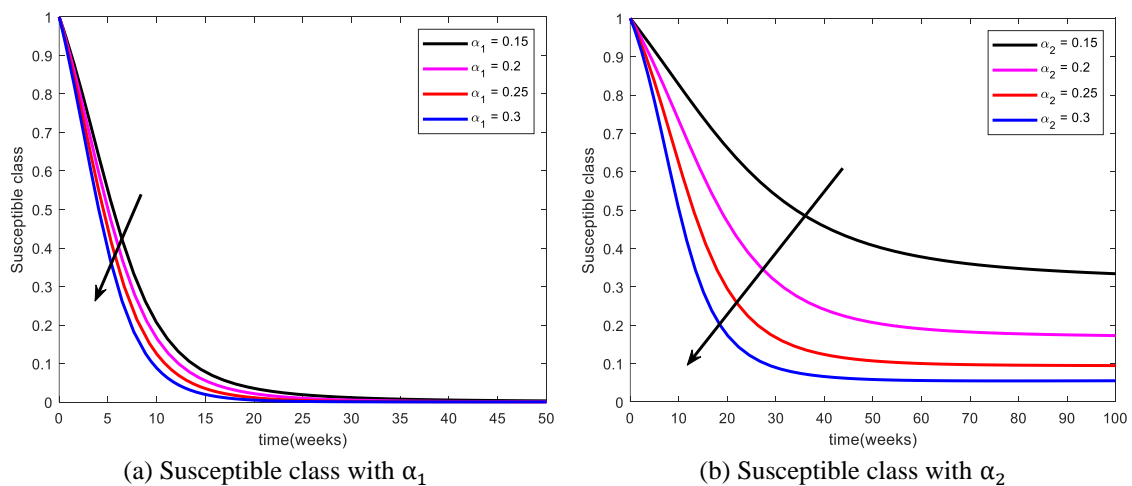 1
0.9
0.8
0.7
0.6
0.5
0.4
0.3
0.2
0.1
0
Susceptible class
0 5 10 15 20 25 30 35 40 45 50
time(weeks)
α1 = 0.15
α1 = 0.2
α1 = 0.25
α1 = 0.3
(a) Susceptible class with α1
1
0.9
0.8
0.7
0.6
0.5
0.4
0.3
0.2
0.1
0
Susceptible class
0 10 20 30 40 50 60 70 80 90 100
time(weeks)
α2 = 0.15
α2 = 0.2
α2 = 0.25
α2 = 0.3
(b) Susceptible class with α2